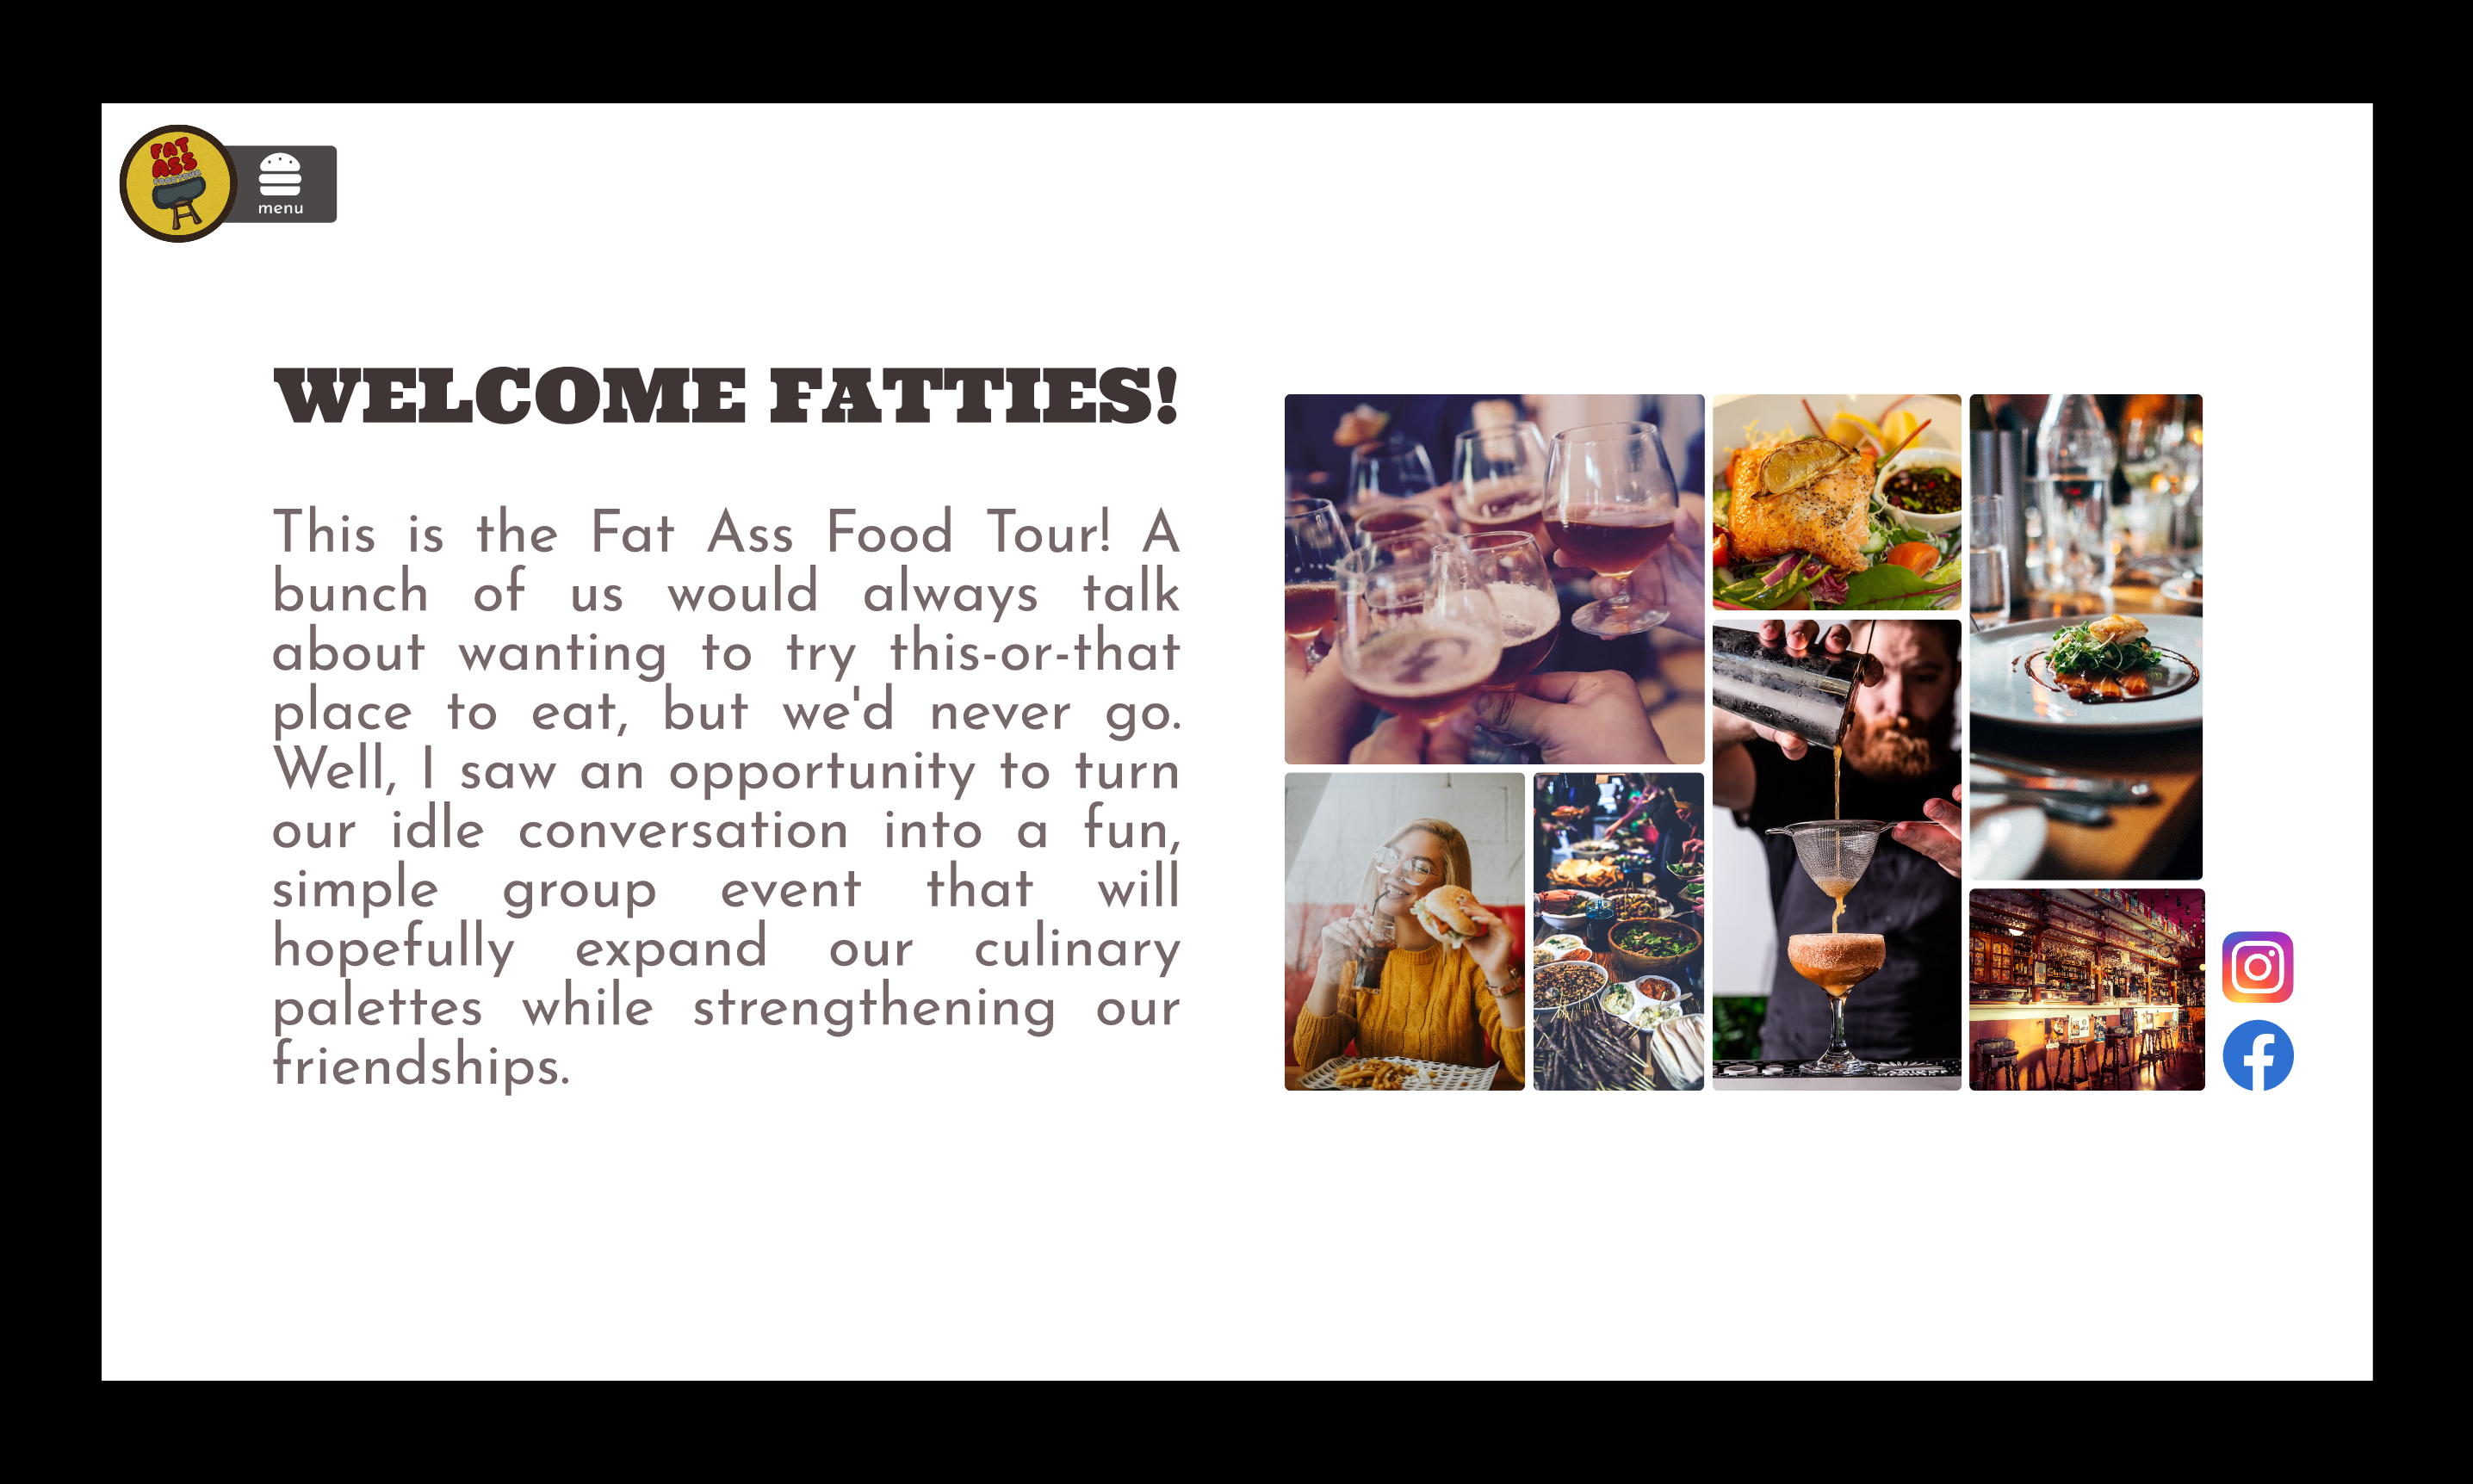 FAT
ASS
menu
WELCOME FATTIES!
This is the Fat Ass Food Tour! A
bunch of us would always talk
about wanting to try this-or-that
place to eat, but we'd never go.
Well, I saw an opportunity to turn
our idle conversation into a fun,
simple group event that will
hopefully expand our culinary
palettes while strengthening our
friendships.